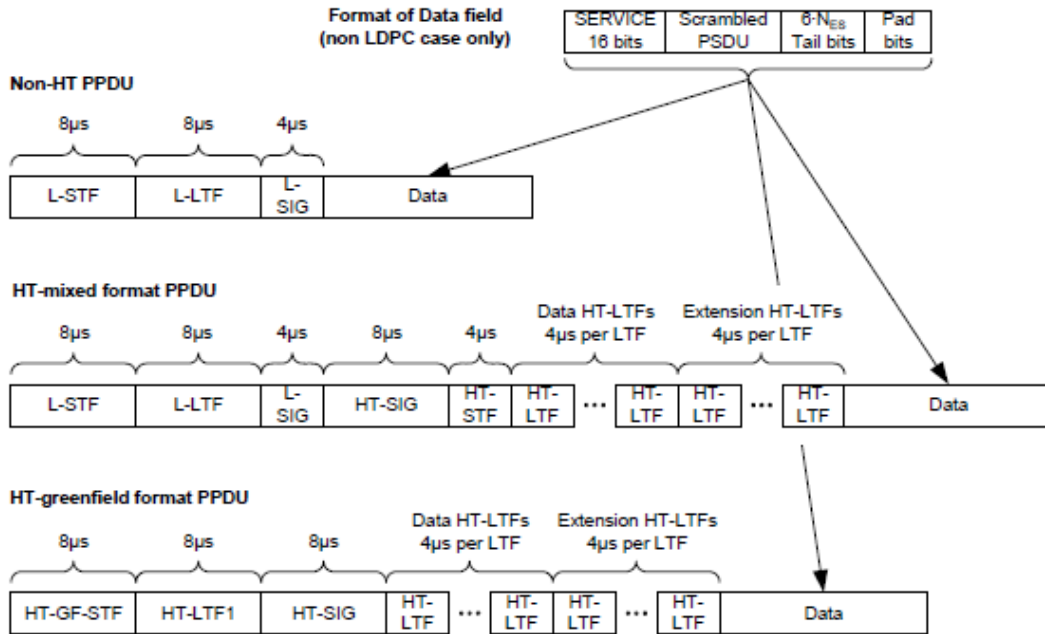 Format of Data field
(non LDPC case only)
SERVICE
16 bits
Scrambled
PSDU
6·NES
Tail bits
Pad
bits
Non-HT PPDU
8µs
8µs
4µs
L-STF
L-LTF
L-
SIG
Data
HT-mixed format PPDU
Data HT-LTFs
4µs per LTF
Extension HT-LTFs
4µs per LTF
8µs
8µs
4µs
8µs
4µs
L-STF
L-LTF
L-
SIG
HT-SIG
HT-
STF
HT-
LTF
...
HT-
LTF
HT-
LTF
...
HT-
LTF
Data
HT-greenfield format PPDU
Data HT-LTFs
4µs per LTF
Extension HT-LTFs
4µs per LTF
8µs
8µs
8µs
HT-GF-STF
HT-LTF1
HT-SIG
HT-
LTF
...
HT-
LTF
HT-
LTF
...
HT-
LTF
Data